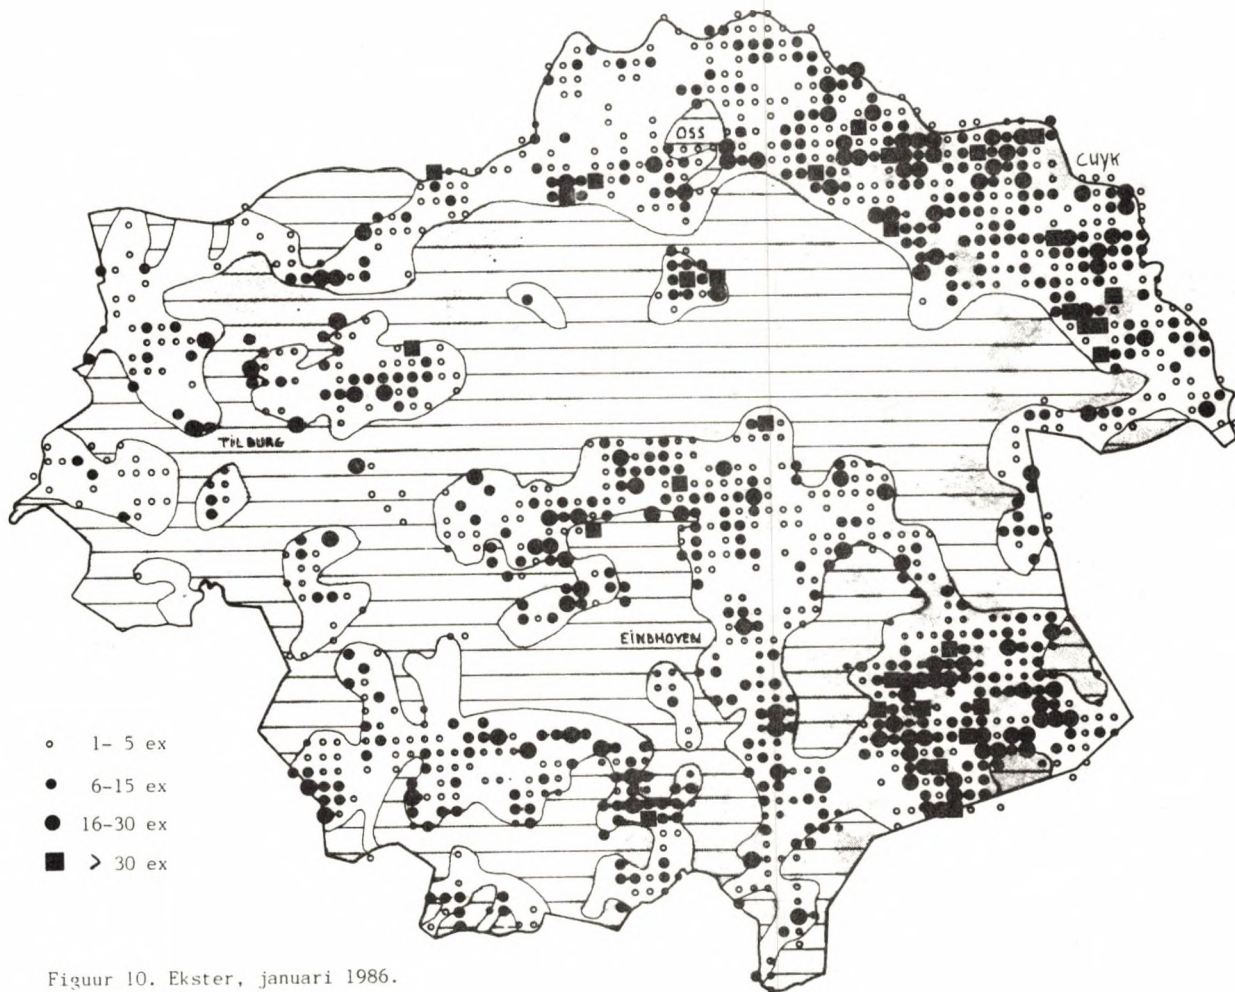 OSS
CUYK
TILBURG
EINDHOVEN
1- 5 ex
6-15 ex
16-30 ex
> 30 ex
Figuur 10. Ekster, januari 1986.